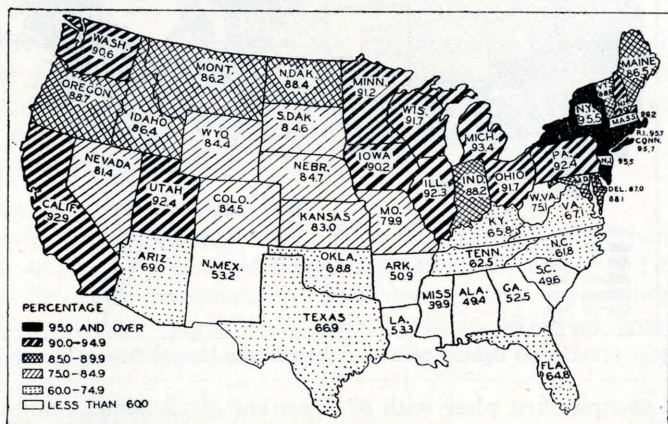 WASH.
90.6
OREGON
88.7
IDAHO
86.4
MONT.
86.2
N.DAK.
88.4
S.DAK.
84.6
WYO.
84.4
NEBR.
84.7
NEVADA
81.4
UTAH
92.4
COLO.
84.5
KANSAS
83.0
CALIF.
92.9
ARIZ.
69.0
N.MEX.
53.2
OKLA.
68.8
TEXAS
66.9
MINN.
91.2
WIS.
91.7
MICH.
93.4
IOWA
90.2
ILL.
92.3
IND.
88.2
OHIO
91.7
PA.
92.4
N.Y.
95.5
VT.
MAINE
86.5
MASS.
R.I. 95.7
CONN.
95.7
N.J.
95.5
DEL. 87.0
88.1
MO.
79.9
W.VA.
75.1
VA.
67.1
KY.
65.8
TENN.
62.5
N.C.
61.8
S.C.
49.6
ARK.
50.9
MISS.
39.9
ALA.
49.4
GA.
52.5
LA.
53.3
FLA.
64.8
PERCENTAGE
95.0 AND OVER
90.0-94.9
85.0-89.9
75.0-84.9
60.0-74.9
LESS THAN 60.0